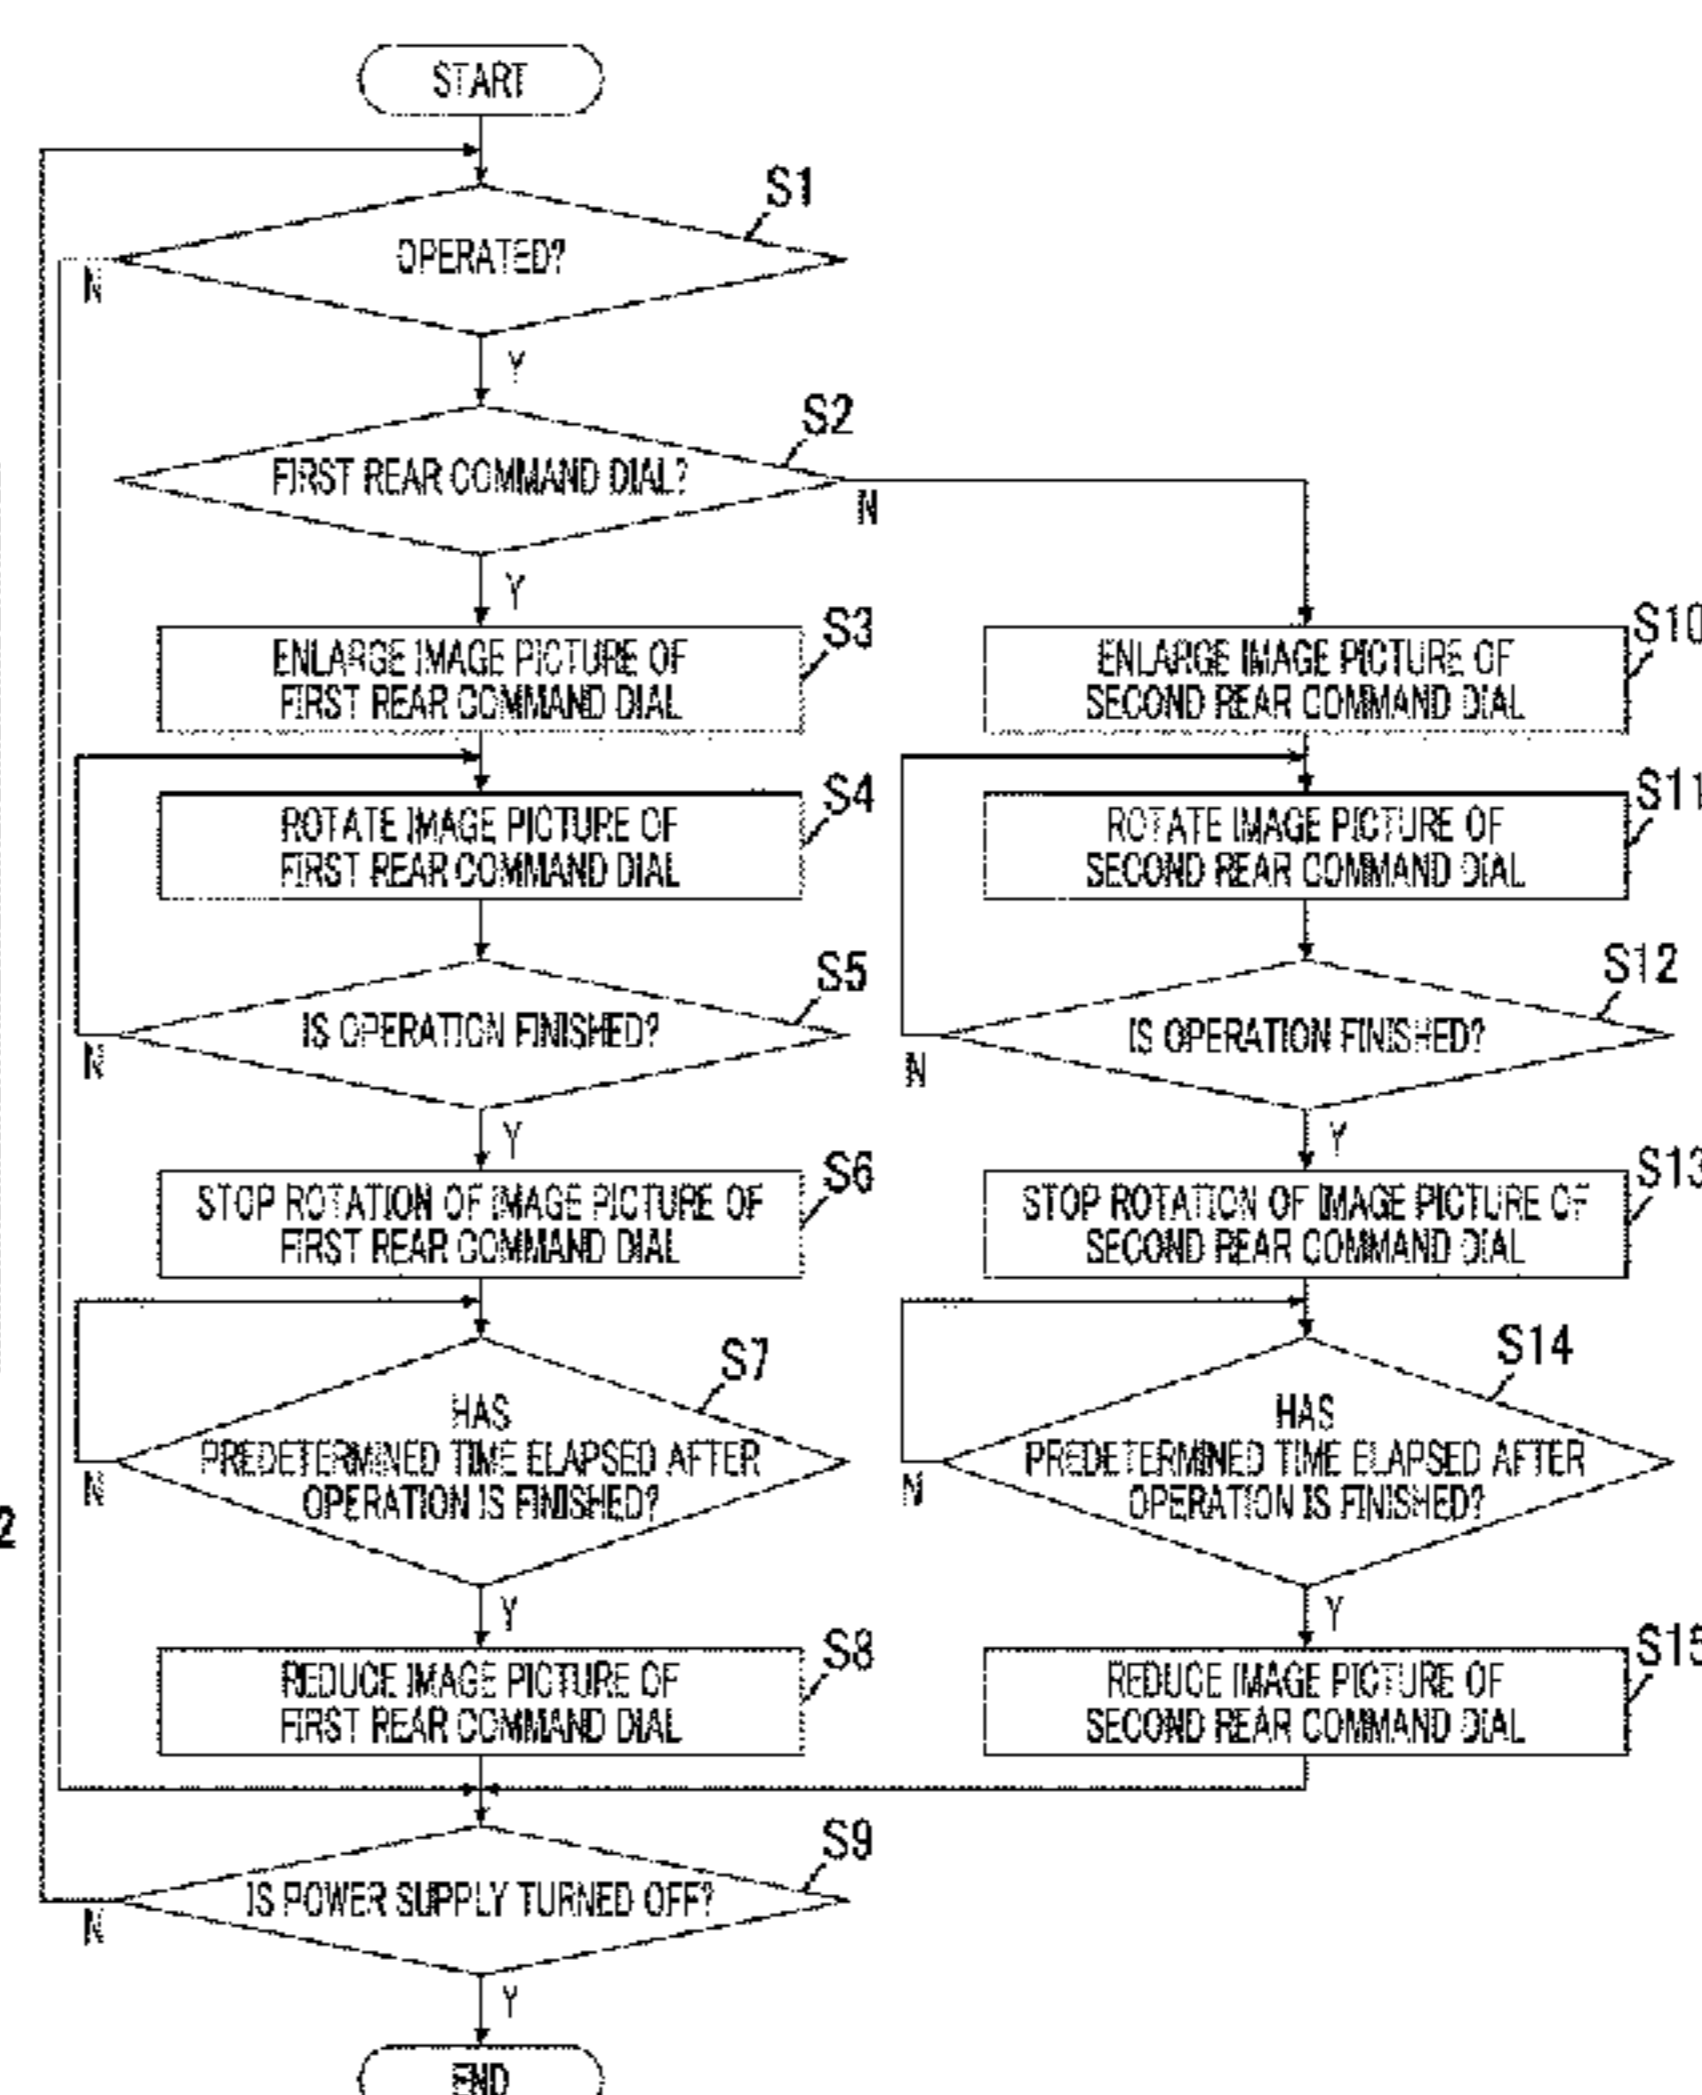 START
S1
OPERATED?
N
Y
S2
FIRST REAR COMMAND DIAL?
N
Y
S3
ENLARGE IMAGE PICTURE OF
FIRST REAR COMMAND DIAL
S10
ENLARGE IMAGE PICTURE OF
SECOND REAR COMMAND DIAL
S4
ROTATE IMAGE PICTURE OF
FIRST REAR COMMAND DIAL
S11
ROTATE IMAGE PICTURE OF
SECOND REAR COMMAND DIAL
S5
IS OPERATION FINISHED?
N
Y
S12
IS OPERATION FINISHED?
N
Y
S6
STOP ROTATION OF IMAGE PICTURE OF
FIRST REAR COMMAND DIAL
S13
STOP ROTATION OF IMAGE PICTURE OF
SECOND REAR COMMAND DIAL
S7
HAS
PREDETERMINED TIME ELAPSED AFTER
OPERATION IS FINISHED?
N
Y
S14
HAS
PREDETERMINED TIME ELAPSED AFTER
OPERATION IS FINISHED?
N
Y
2
S8
REDUCE IMAGE PICTURE OF
FIRST REAR COMMAND DIAL
S15
REDUCE IMAGE PICTURE OF
SECOND REAR COMMAND DIAL
S9
IS POWER SUPPLY TURNED OFF?
N
Y
END